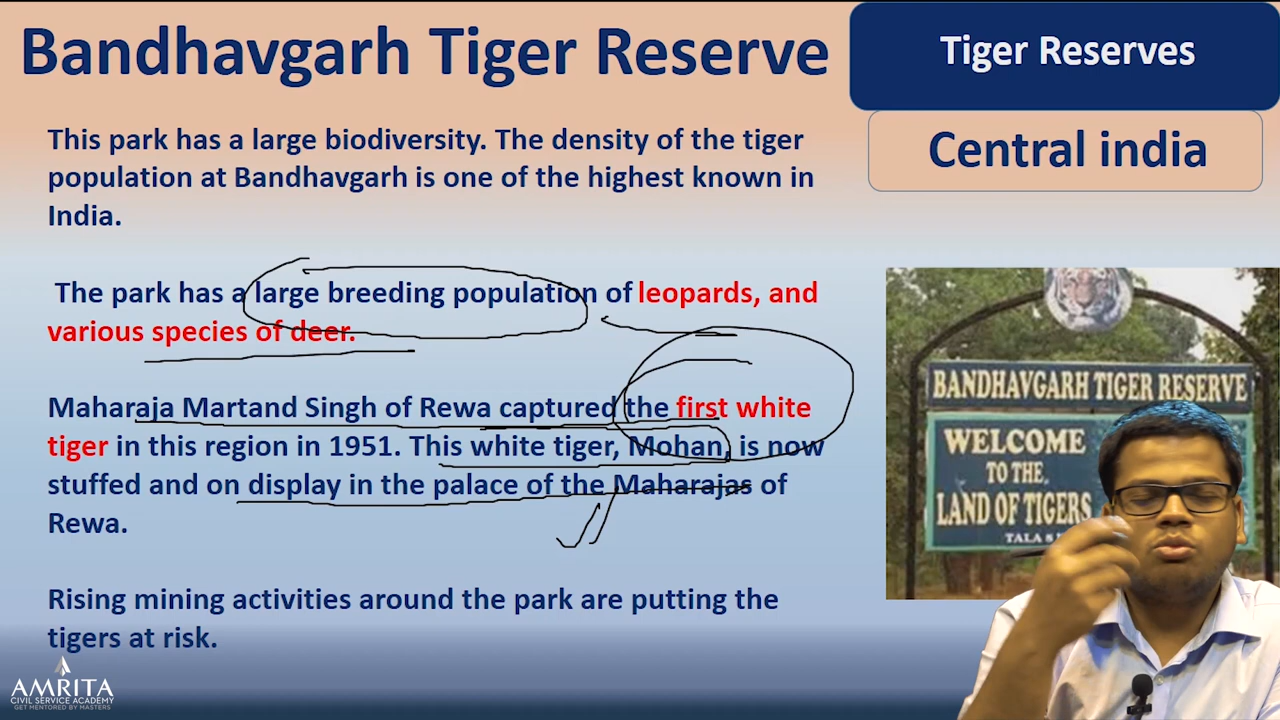 Bandhavgarh Tiger Reserve
Tiger Reserves
Central india
This park has a large biodiversity. The density of the tiger
population at Bandhavgarh is one of the highest known in
India.
The park has a large breeding population of leopards, and
various species of deer.
Maharaja Martand Singh of Rewa captured the first white
tiger in this region in 1951. This white tiger, Mohan, is now
stuffed and on display in the palace of the Maharajas of
Rewa.
Rising mining activities around the park are putting the
tigers at risk.
BANDHAVGARH TIGER RESERVE
WELCOME
TO THE
LAND OF TIGERS
TALA
AMRITA
CIVIL SERVICE ACADEMY
GET MENTORED BY MASTERS